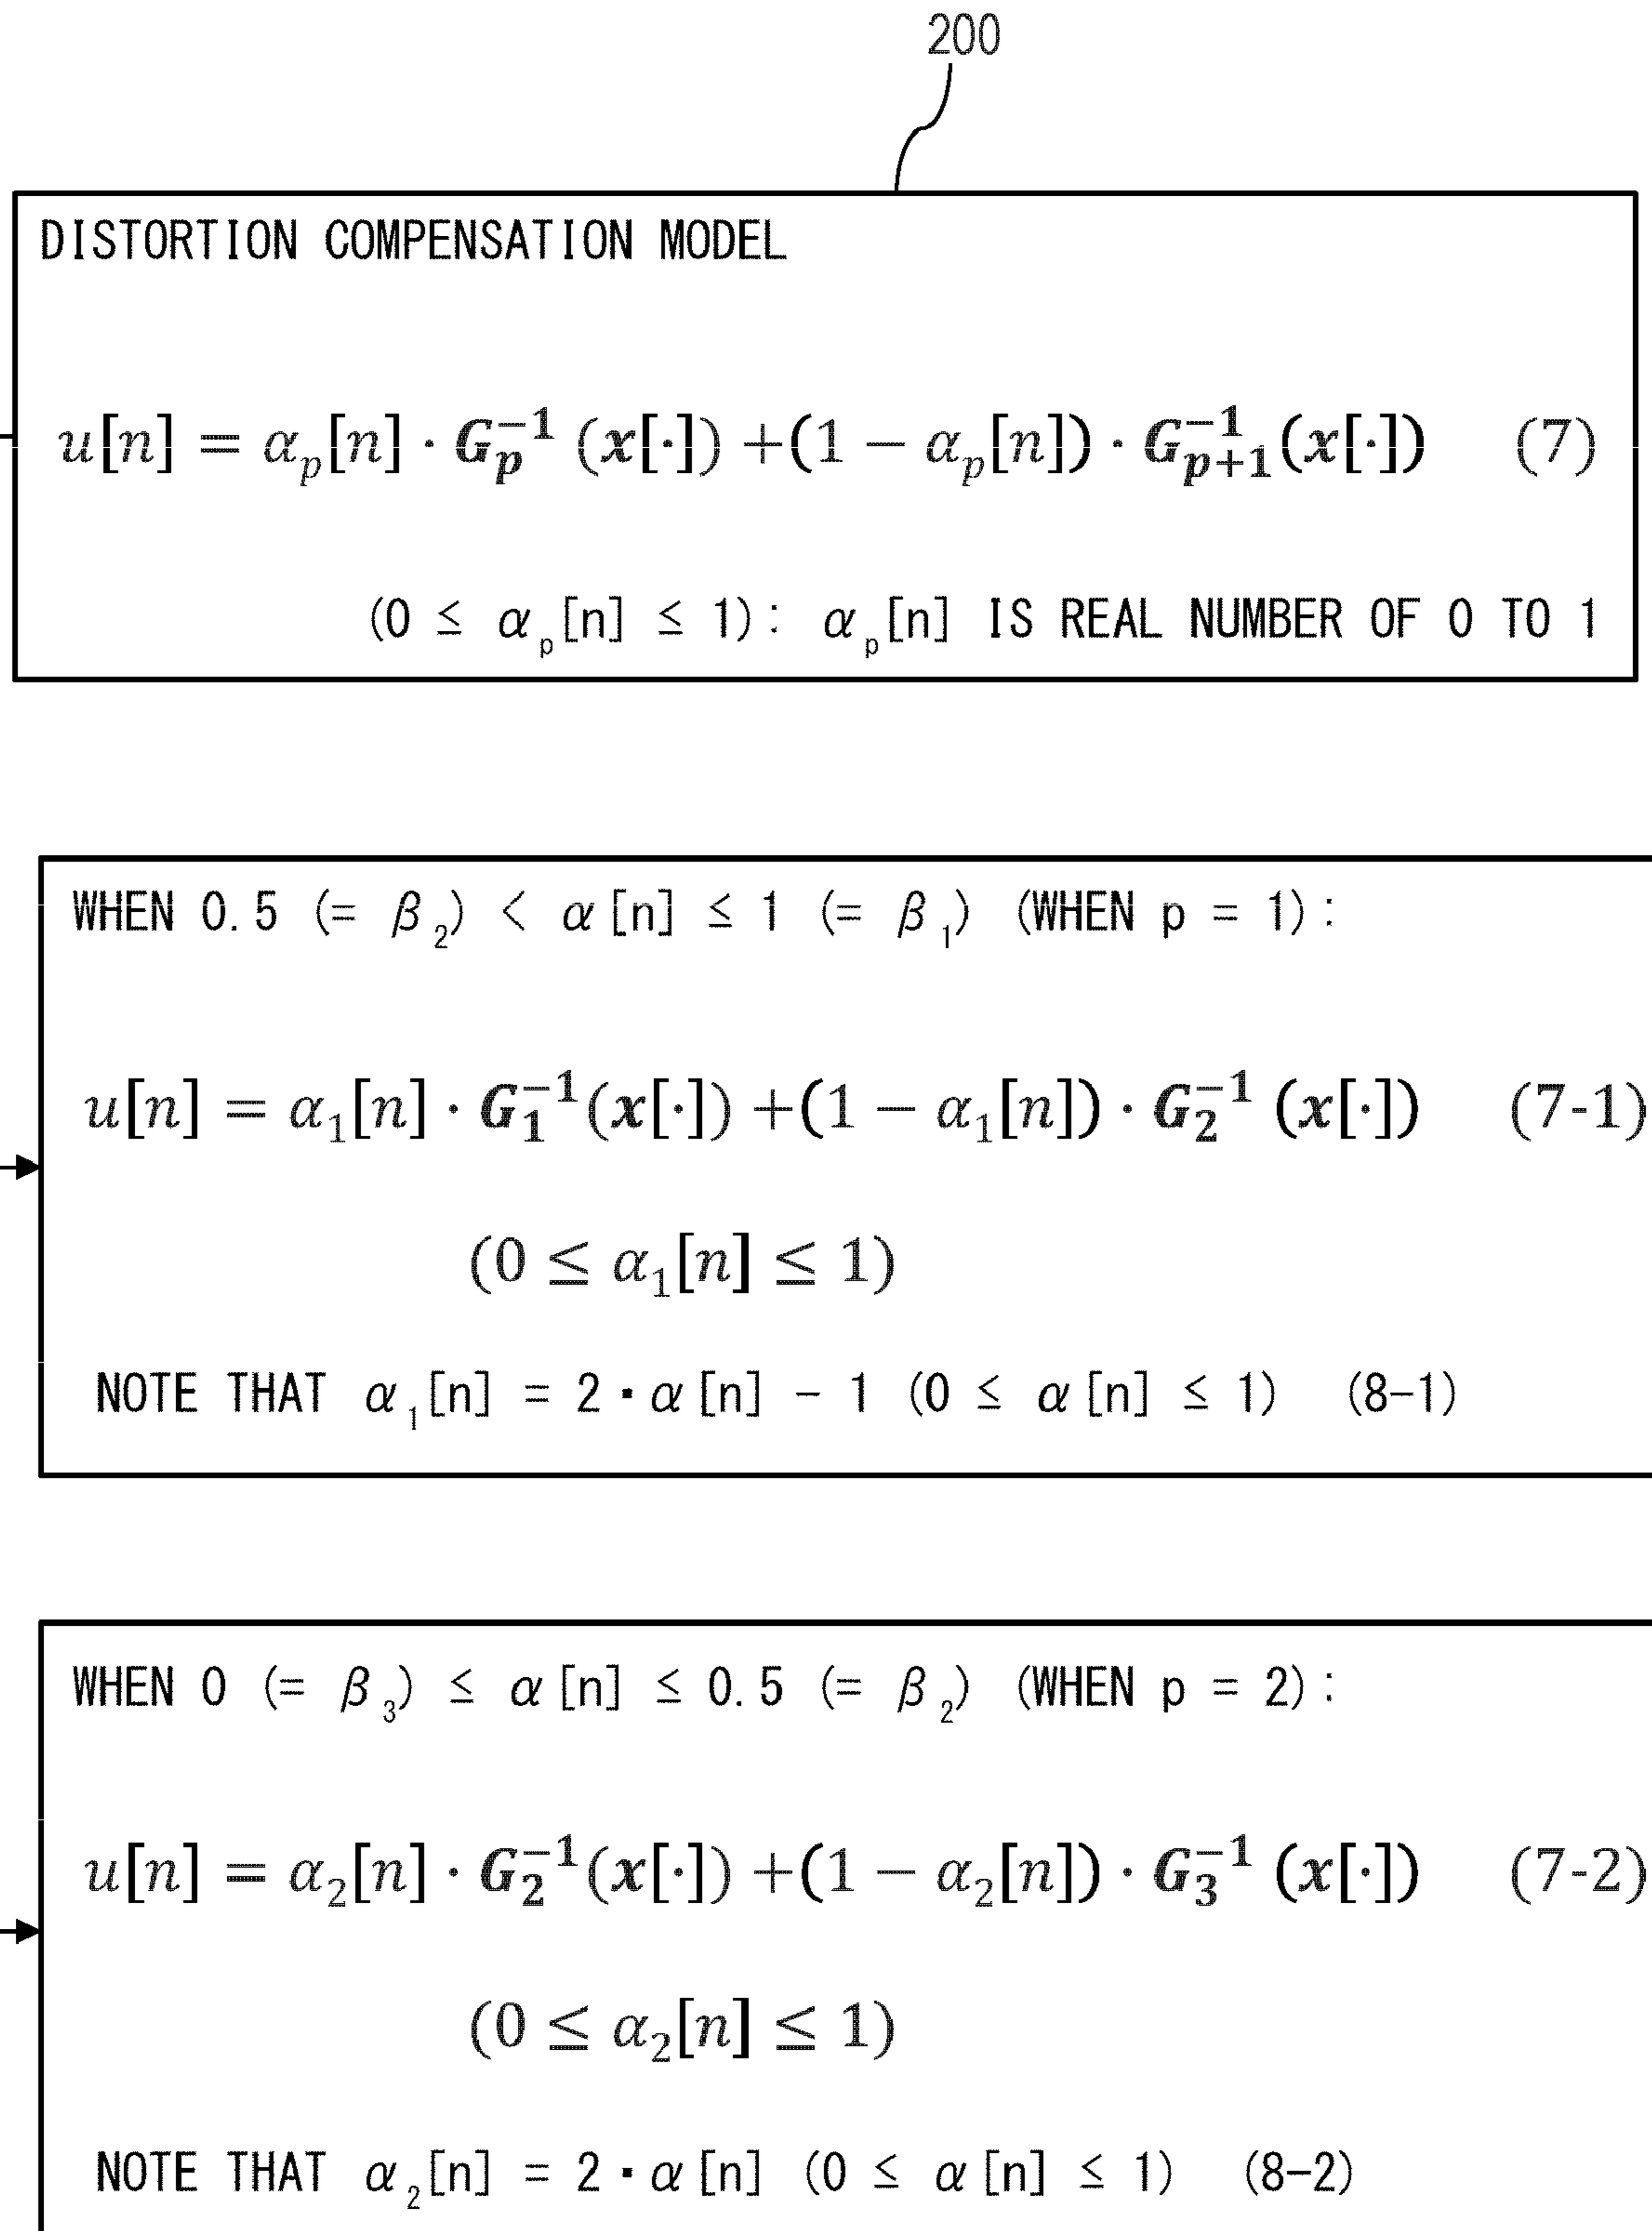 200
DISTORTION COMPENSATION MODEL
u[n] = α_p[n] · G_p^{-1} (x[·]) +(1 − α_p[n]) · G_{p+1}^{-1}(x[·]) (7)
(0 ≤ α_p[n] ≤ 1): α_p[n] IS REAL NUMBER OF 0 TO 1
WHEN 0.5 (= β_2) < α[n] ≤ 1 (= β_1) (WHEN p = 1):
u[n] = α_1[n] · G_1^{-1}(x[·]) +(1 − α_1[n]) · G_2^{-1} (x[·]) (7-1)
(0 ≤ α_1[n] ≤ 1)
NOTE THAT α_1[n] = 2・α[n] − 1 (0 ≤ α[n] ≤ 1) (8-1)
WHEN 0 (= β_3) ≤ α[n] ≤ 0.5 (= β_2) (WHEN p = 2):
u[n] = α_2[n] · G_2^{-1}(x[·]) +(1 − α_2[n]) · G_3^{-1} (x[·]) (7-2)
(0 ≤ α_2[n] ≤ 1)
NOTE THAT α_2[n] = 2・α[n] (0 ≤ α[n] ≤ 1) (8-2)